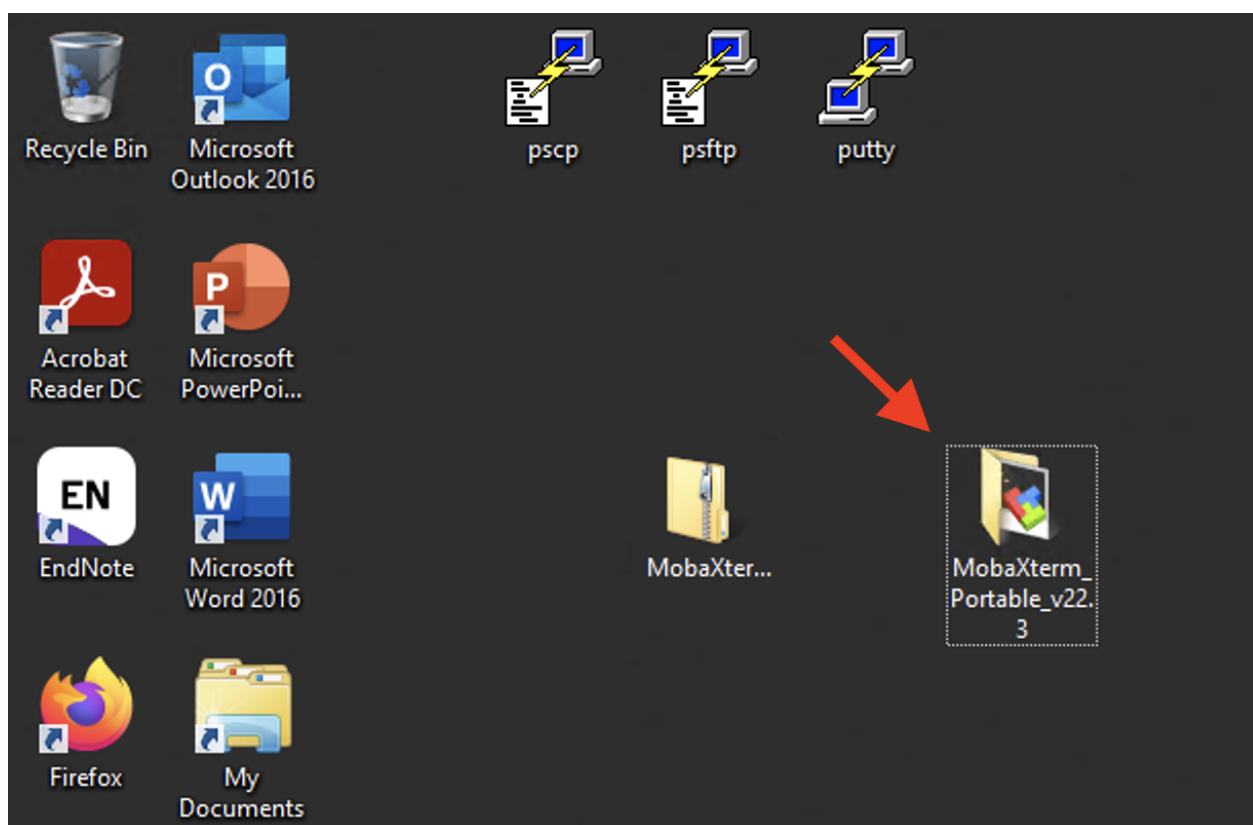 Recycle Bin
O
Microsoft
Outlook 2016
pscp
psftp
putty
Acrobat
Reader DC
P
Microsoft
PowerPoi...
EN
EndNote
W
Microsoft
Word 2016
MobaXter...
MobaXterm_
Portable_v22.
3
Firefox
My
Documents